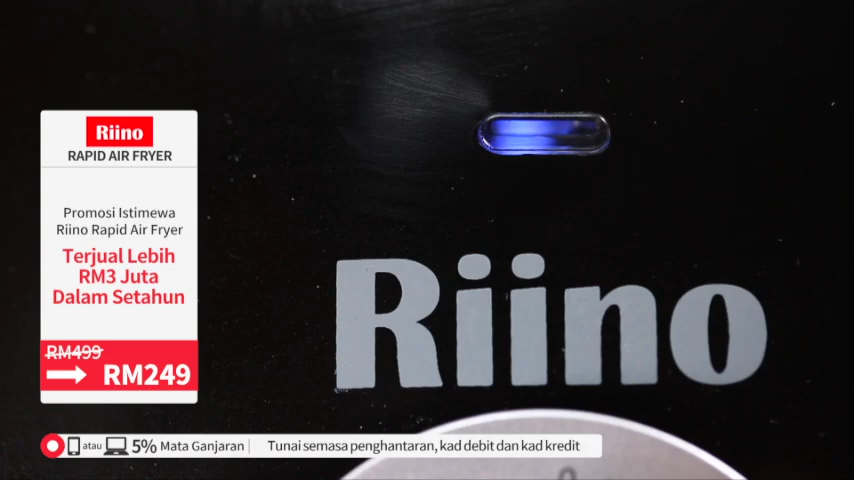 Riino
RAPID AIR FRYER
Promosi Istimewa
Riino Rapid Air Fryer
Terjual Lebih
RM3 Juta
Dalam Setahun
RM499
RM249
Riino
atau 5% Mata Ganjaran | Tunai semasa penghantaran, kad debit dan kad kredit